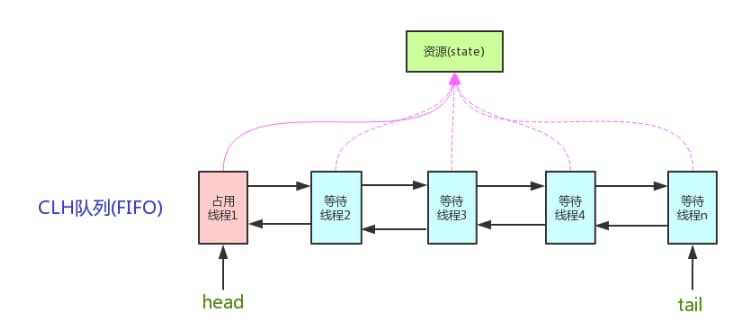 资源(state)
CLH队列(FIFO)
占用
线程1
等待
线程2
等待
线程3
等待
线程4
等待
线程n
head
tail